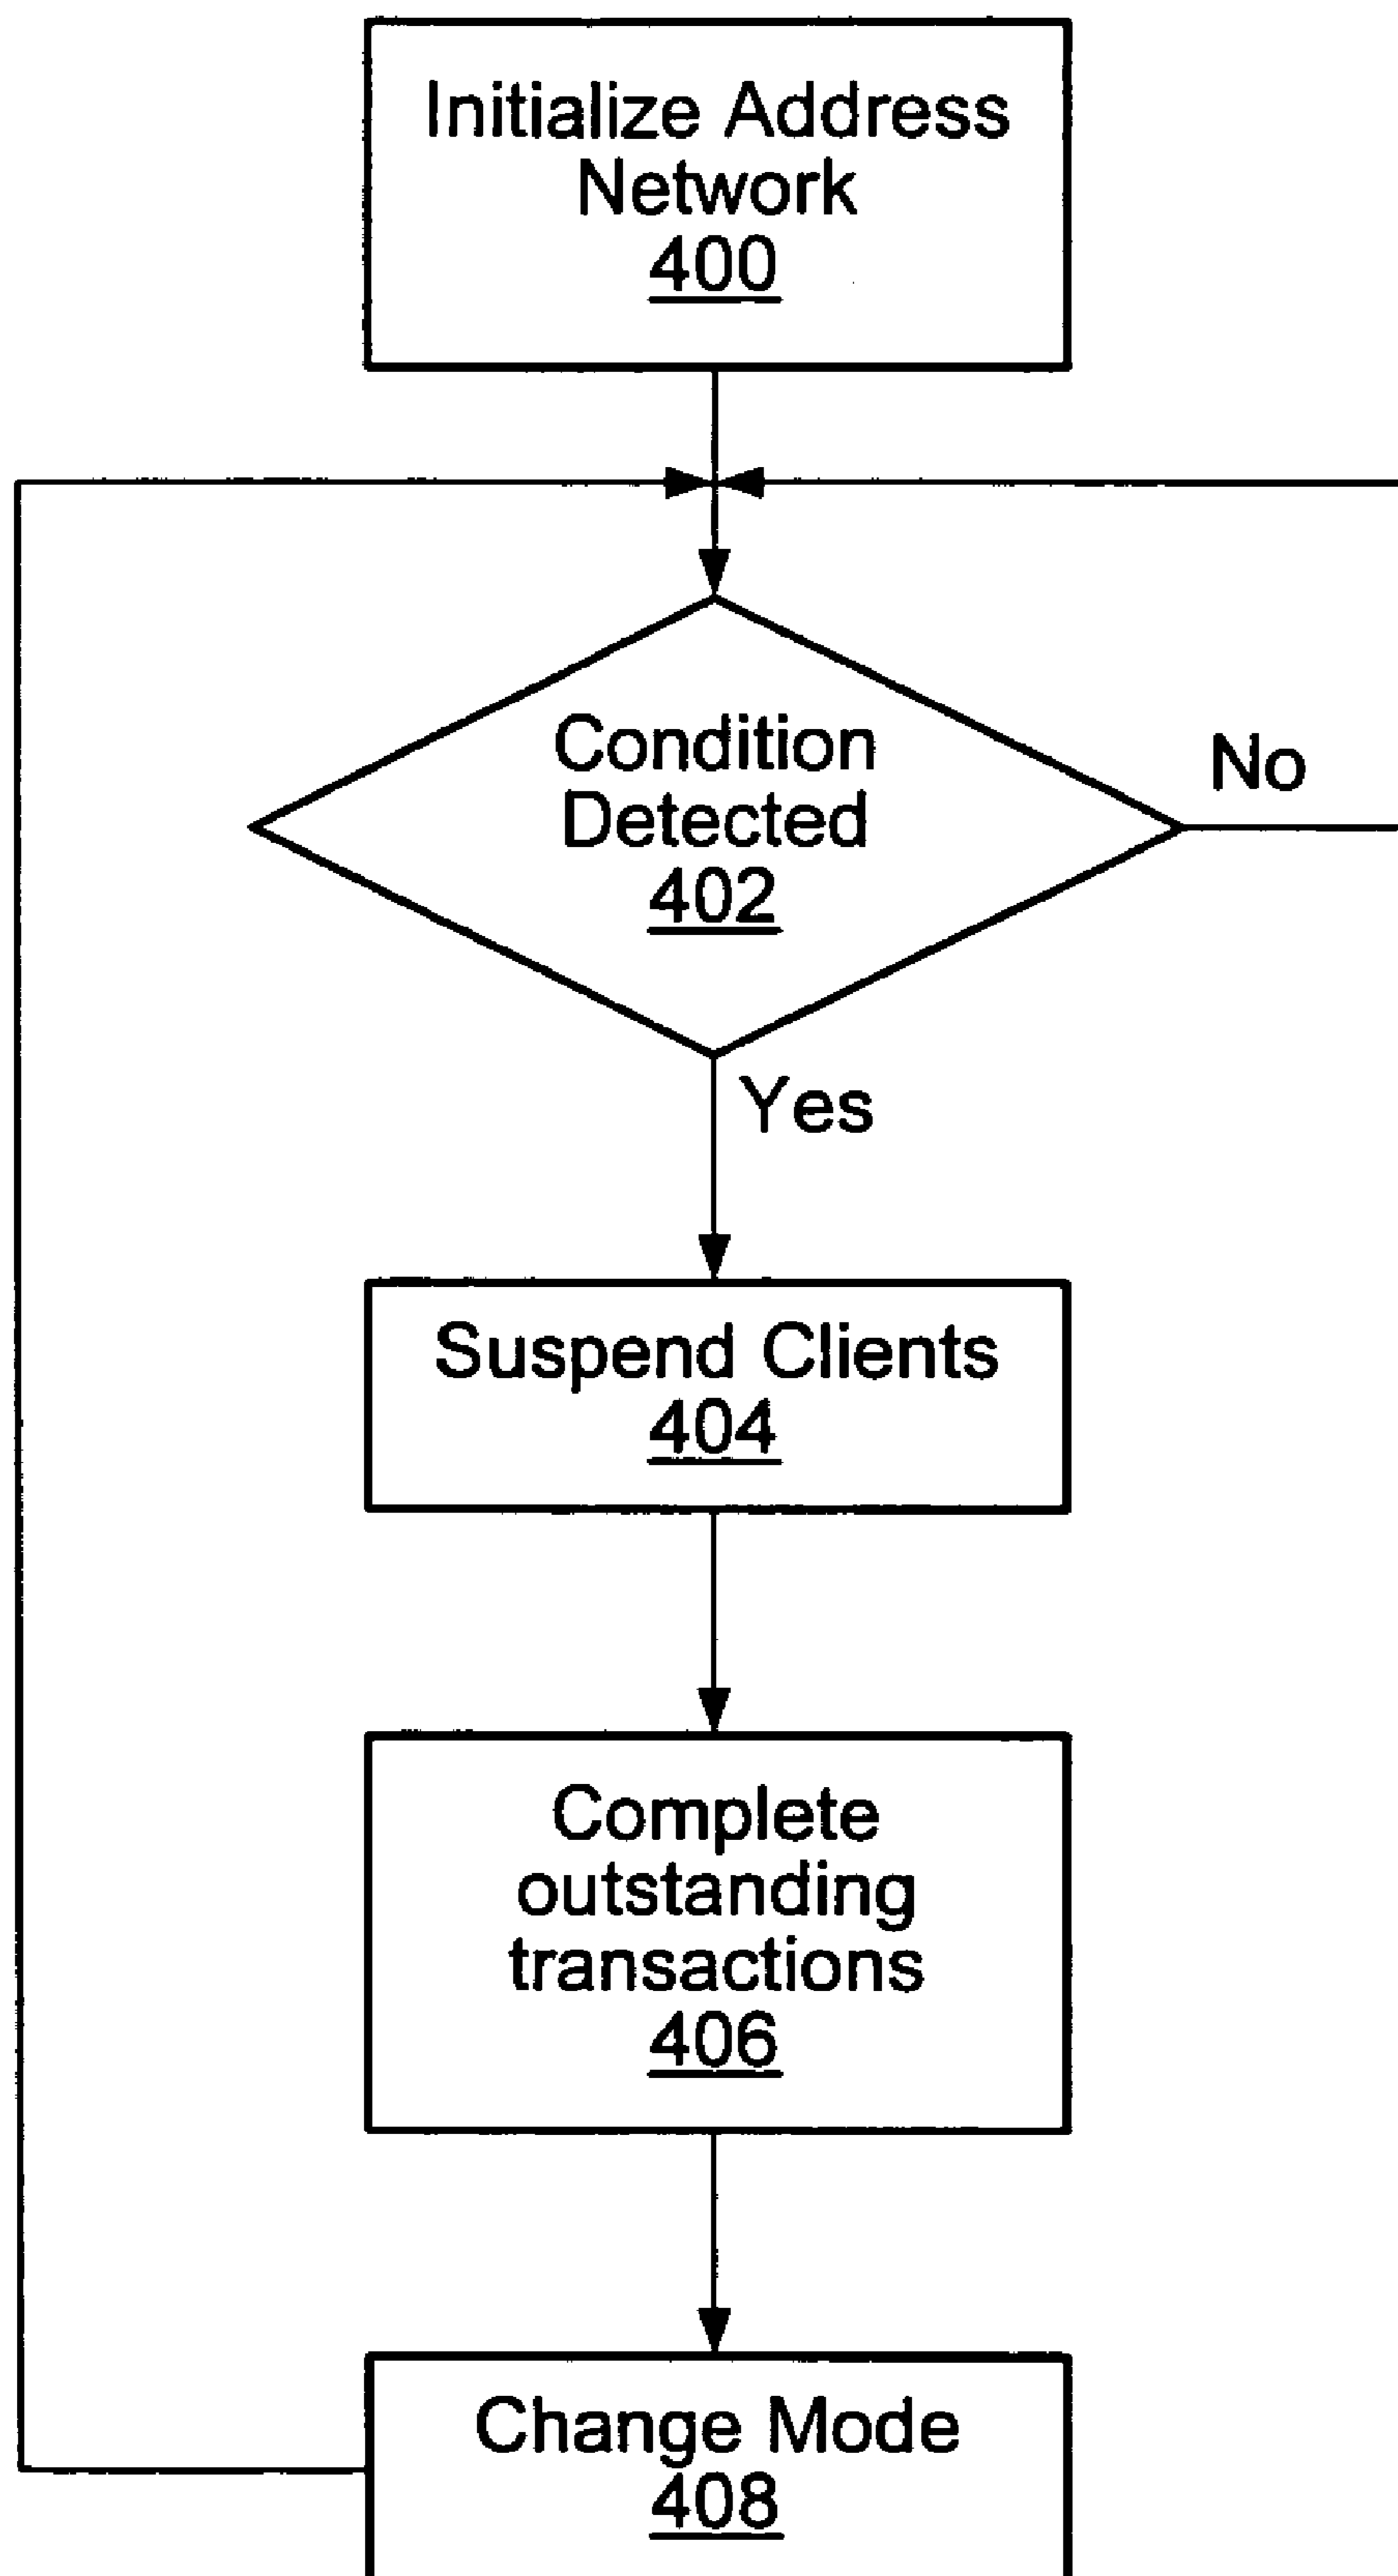 Initialize Address
Network
400
Condition
Detected
402
No
Yes
Suspend Clients
404
Complete
outstanding
transactions
406
Change Mode
408